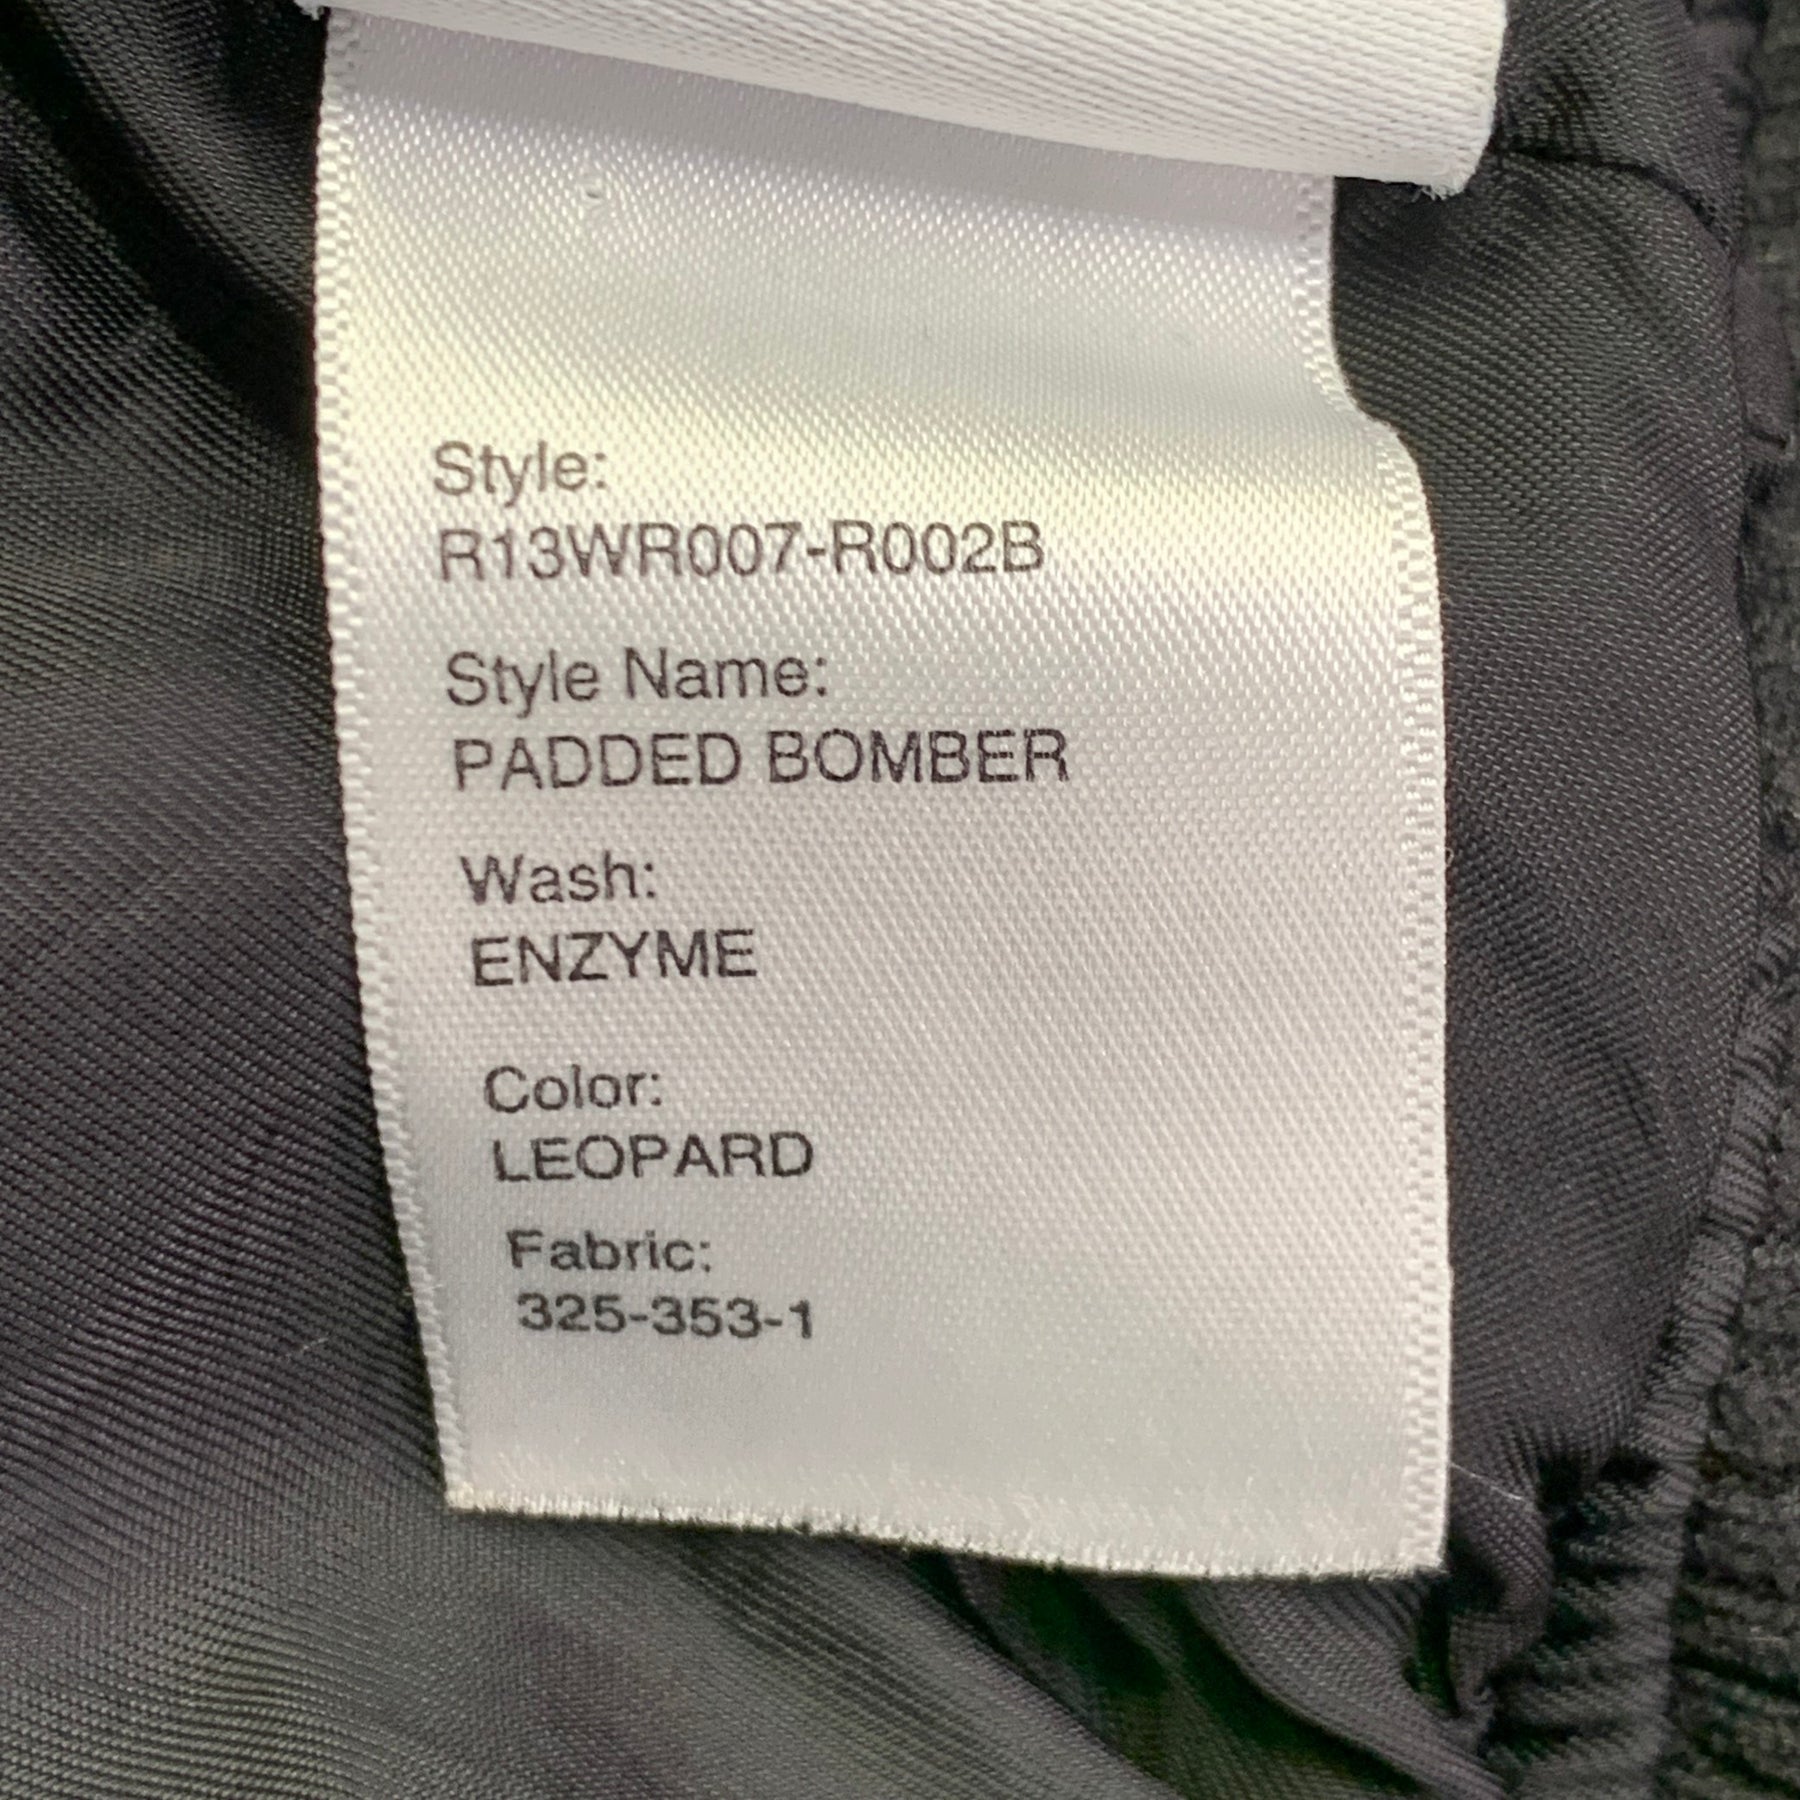 Style:
R13WR007-R002B
Style Name:
PADDED BOMBER
Wash:
ENZYME
Color:
LEOPARD
Fabric:
325-353-1